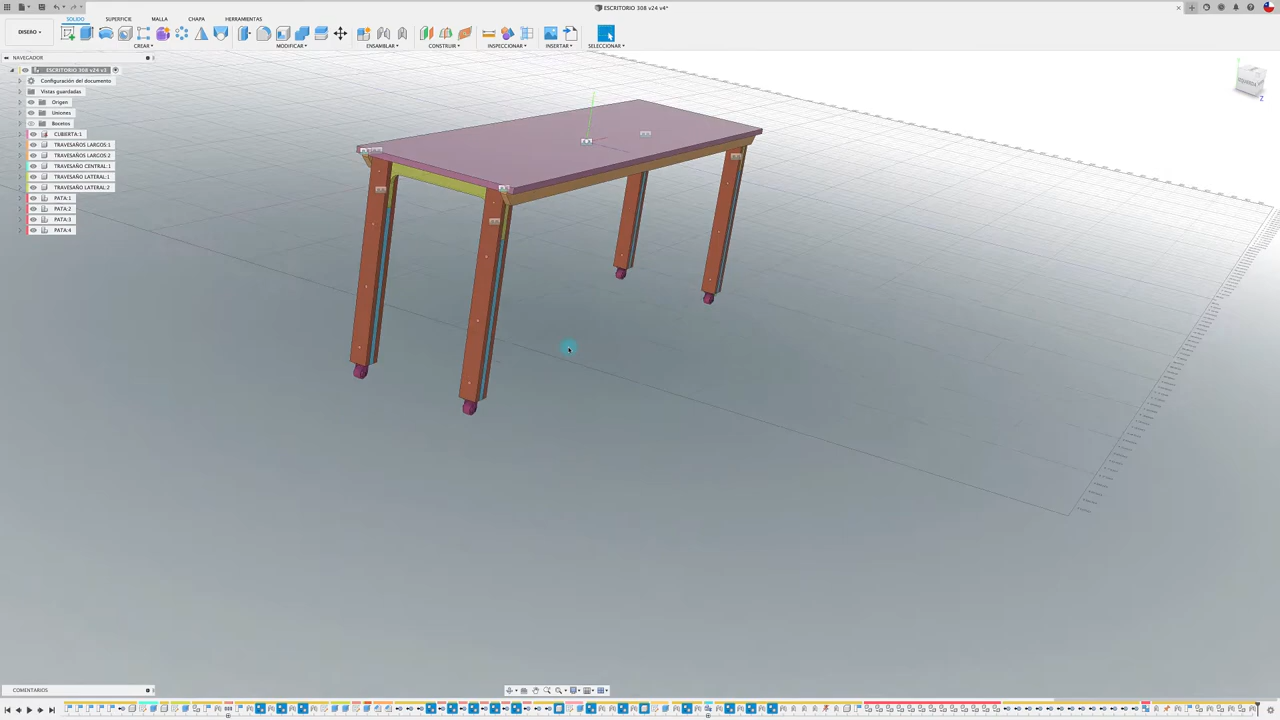 ESCRITORIO 308 v24 v4*
SOLIDO
SUPERFICIE
MALLA
CHAPA
HERRAMIENTAS
DISEÑO
CREAR
MODIFICAR
ENSAMBLAR
CONSTRUIR
INSPECCIONAR
INSERTAR
SELECCIONAR
NAVEGADOR
ESCRITORIO 308 v24 v3
Configuración del documento
Vistas guardadas
Origen
Uniones
Bocetos
CUBIERTA:1
TRAVESAÑOS LARGOS:1
TRAVESAÑOS LARGOS:2
TRAVESAÑO CENTRAL:1
TRAVESAÑO LATERAL:1
TRAVESAÑO LATERAL:2
PATA:1
PATA:2
PATA:3
PATA:4
Z
COMENTARIOS